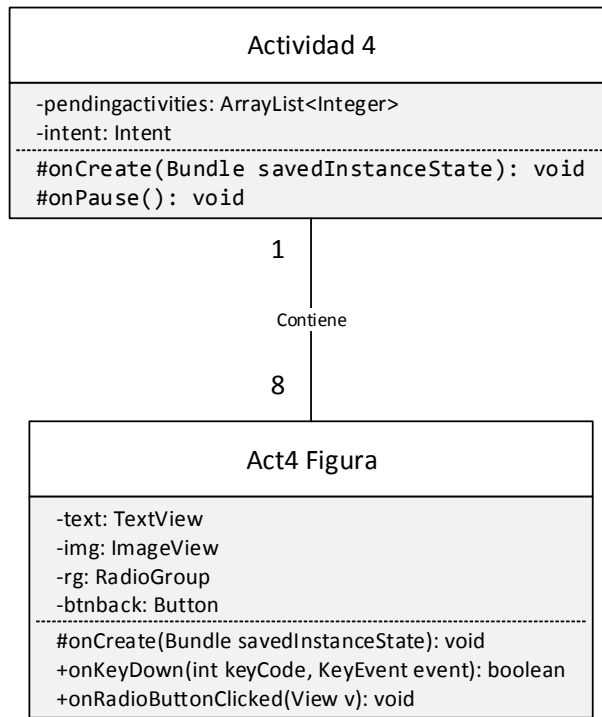 Actividad 4
-pendingactivities: ArrayList<Integer>
-intent: Intent
#onCreate(Bundle savedInstanceState): void
#onPause(): void
1
Contiene
8
Act4 Figura
-text: TextView
-img: ImageView
-rg: RadioGroup
-btnback: Button
#onCreate(Bundle savedInstanceState): void
+onKeyDown(int keyCode, KeyEvent event): boolean
+onRadioButtonClicked(View v): void